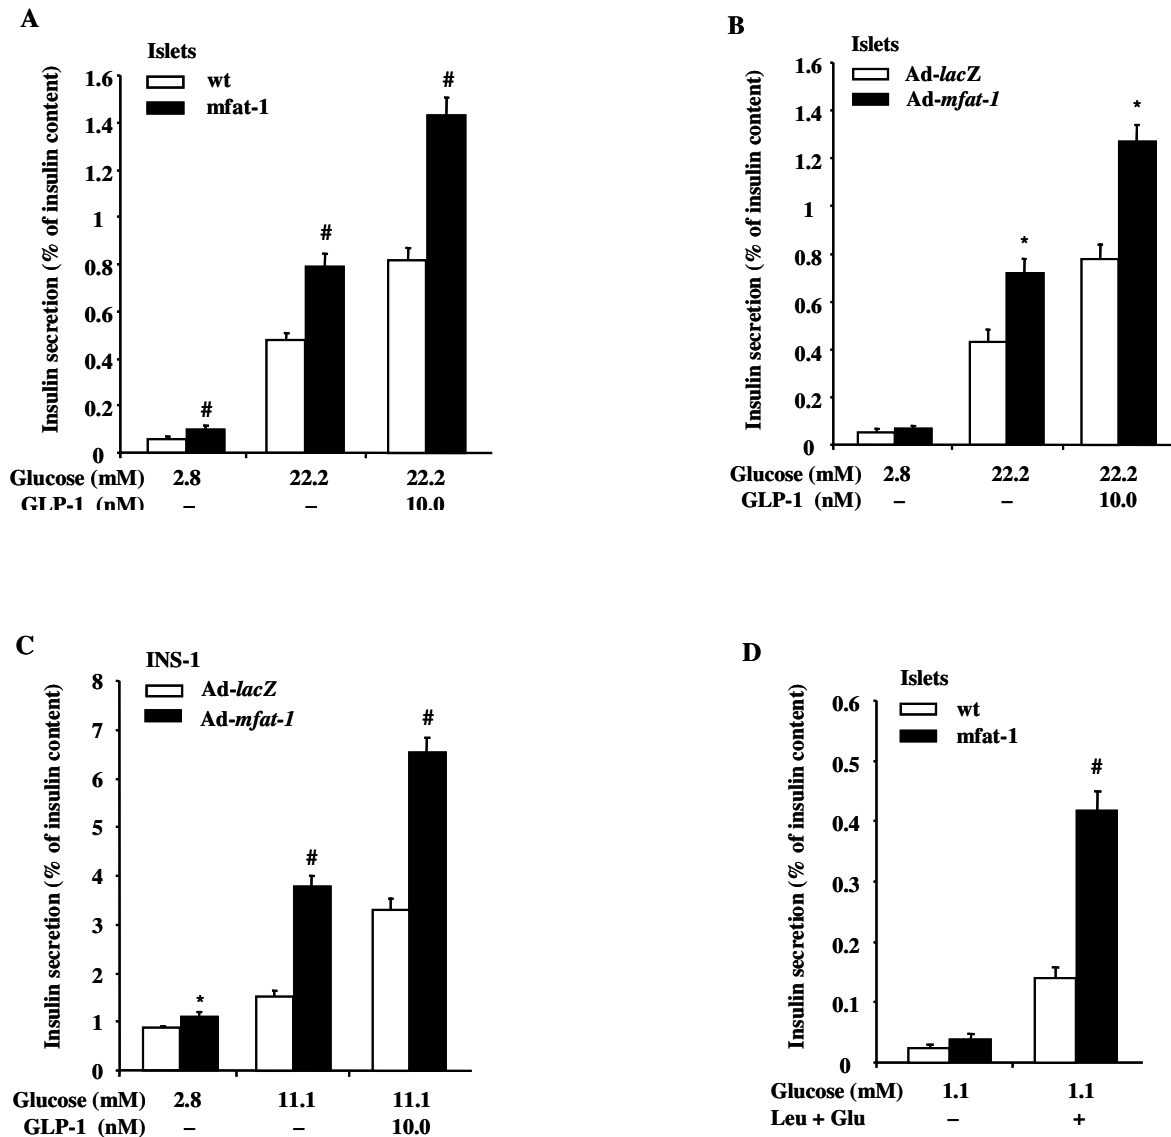 A
Islets
wt
mfat-1
Insulin secretion (% of insulin content)
1.6
1.4
1.2
1
0.8
0.6
0.4
0.2
0
#
#
#
Glucose (mM) 2.8 22.2 22.2
GLP-1 (nM) – – 10.0
B
Islets
Ad-lacZ
Ad-mfat-1
Insulin secretion (% of insulin content)
1.6
1.4
1.2
1
0.8
0.6
0.4
0.2
0
*
*
Glucose (mM) 2.8 22.2 22.2
GLP-1 (nM) – – 10.0
C
INS-1
Ad-lacZ
Ad-mfat-1
Insulin secretion (% of insulin content)
8
7
6
5
4
3
2
1
0
*
#
#
Glucose (mM) 2.8 11.1 11.1
GLP-1 (nM) – – 10.0
D
Islets
wt
mfat-1
Insulin secretion (% of insulin content)
0.6
0.5
0.4
0.3
0.2
0.1
0
#
Glucose (mM) 1.1 1.1
Leu + Glu – +